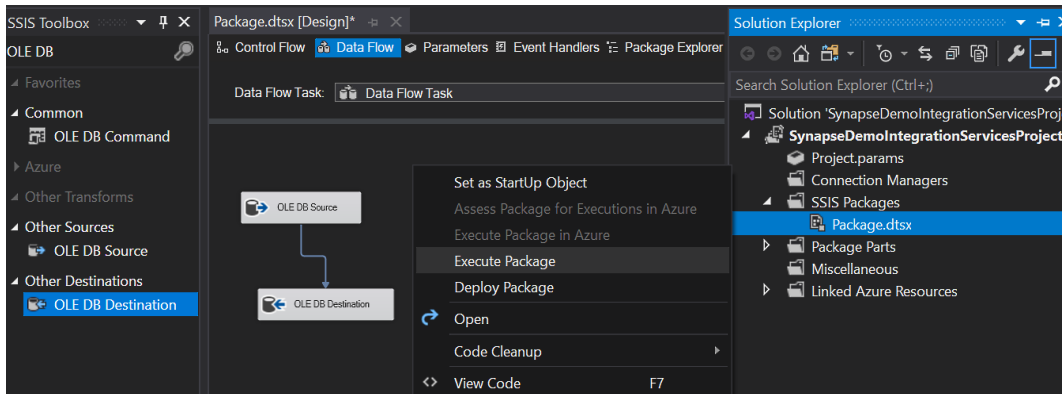 SSIS Toolbox
OLE DB
Favorites
Common
OLE DB Command
Azure
Other Transforms
Other Sources
OLE DB Source
Other Destinations
OLE DB Destination
Package.dtsx [Design]*
Control Flow
Data Flow
Parameters
Event Handlers
Package Explorer
Data Flow Task:
Data Flow Task
OLE DB Source
OLE DB Destination
Set as StartUp Object
Assess Package for Executions in Azure
Execute Package in Azure
Execute Package
Deploy Package
Open
Code Cleanup
View Code F7
Solution Explorer
Search Solution Explorer (Ctrl+;)
Solution 'SynapseDemoIntegrationServicesProj
SynapseDemoIntegrationServicesProject
Project.params
Connection Managers
SSIS Packages
Package.dtsx
Package Parts
Miscellaneous
Linked Azure Resources